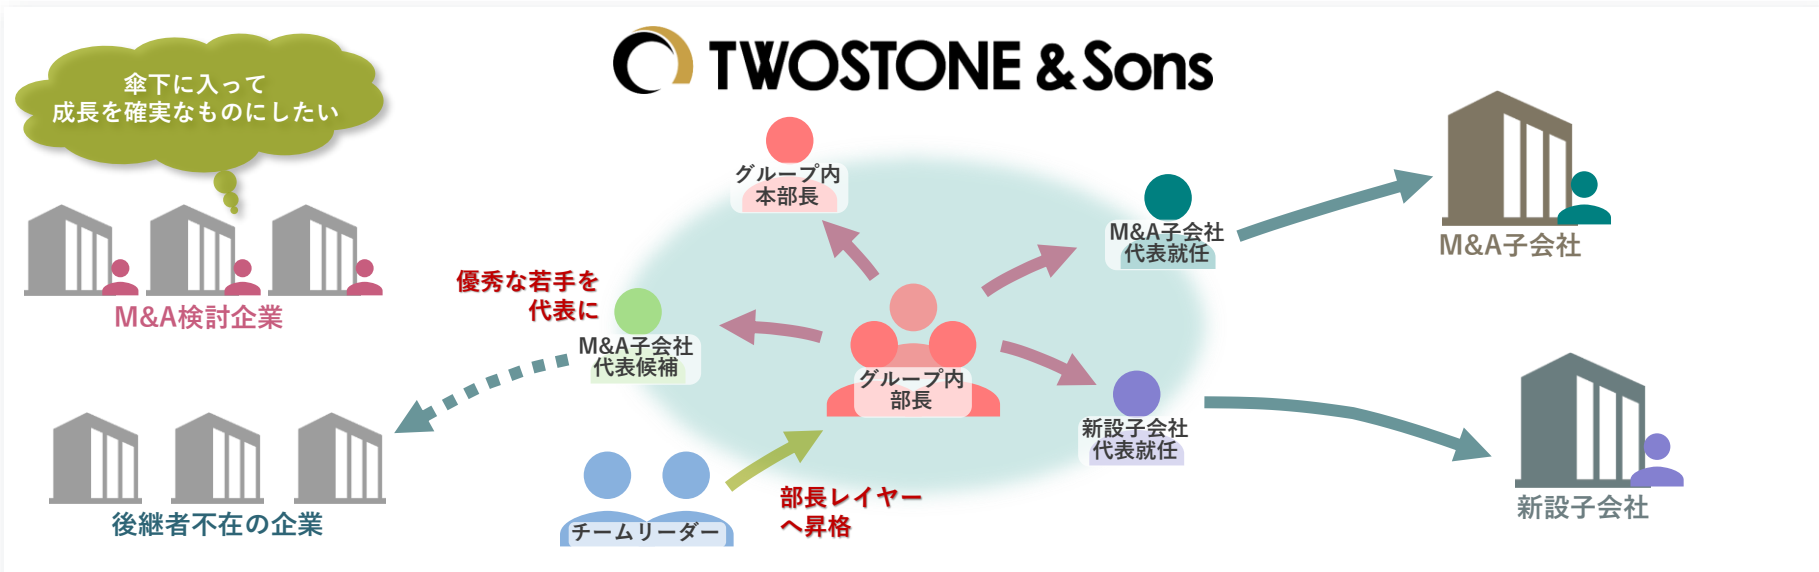 TWOSTONE & Sons
傘下に入って
成長を確実なものにしたい
M&A検討企業
後継者不在の企業
優秀な若手を
代表に
グループ内
本部長
M&A子会社
代表候補
グループ内
部長
チームリーダー
部長レイヤー
へ昇格
M&A子会社
代表就任
新設子会社
代表就任
M&A子会社
新設子会社